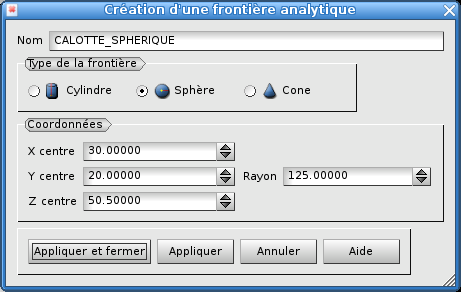 Création d'une frontière analytique
Nom CALOTTE_SPHERIQUE
Type de la frontière
Cylindre Sphère Cone
Coordonnées
X centre 30.00000
Y centre 20.00000 Rayon 125.00000
Z centre 50.50000
Appliquer et fermer Appliquer Annuler Aide